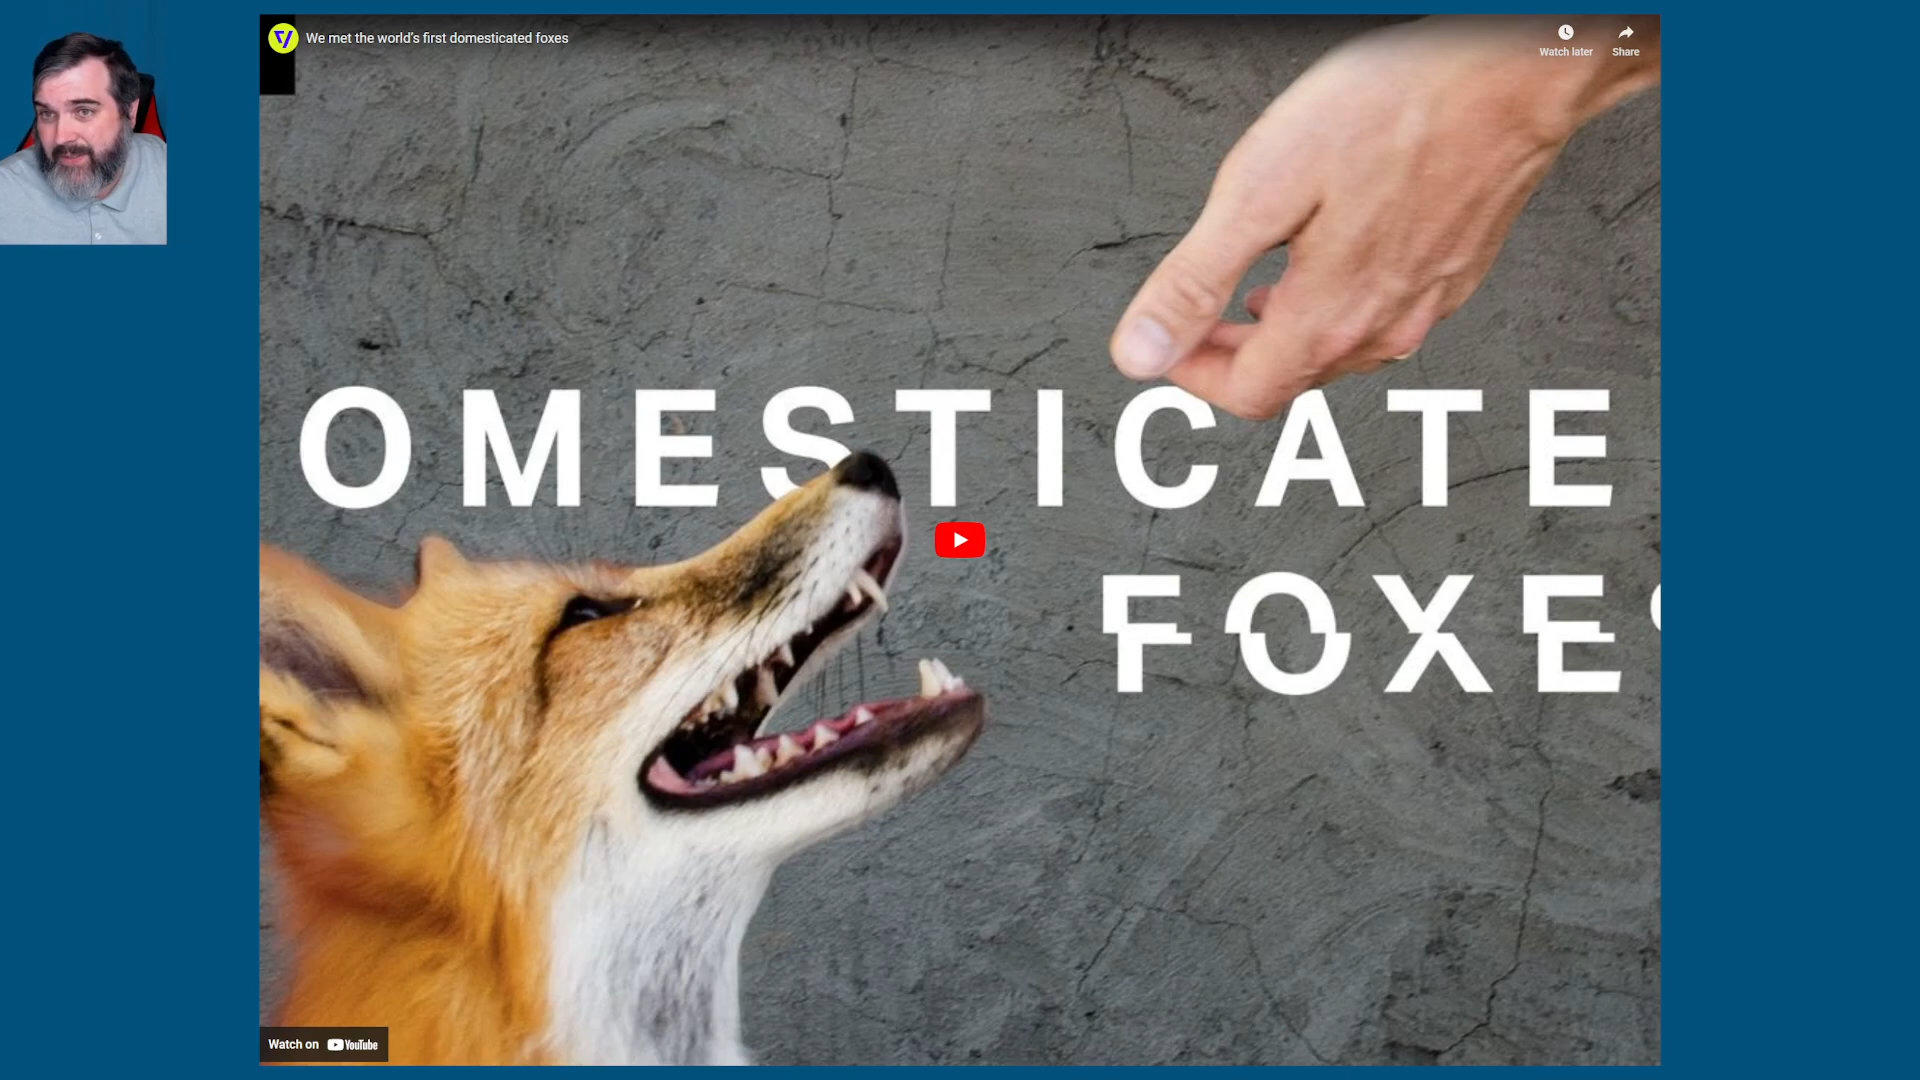 We met the world's first domesticated foxes
Watch later
Share
OMESTICATE
FOXE
Watch on YouTube